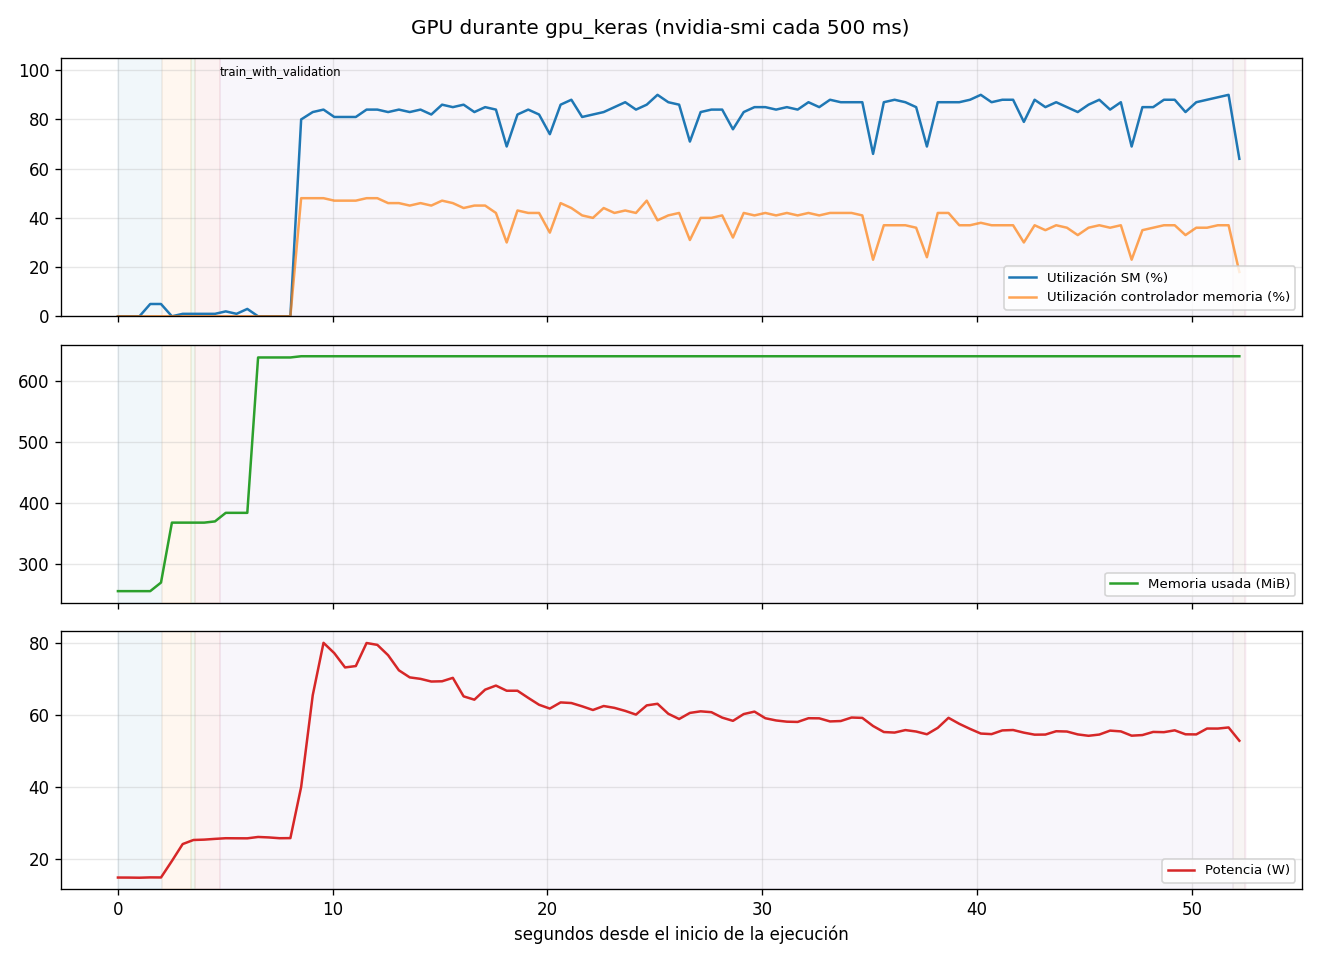 GPU durante gpu_keras (nvidia-smi cada 500 ms)
train_with_validation
100
80
60
40
20
0
Utilización SM (%)
Utilización controlador memoria (%)
600
500
400
300
Memoria usada (MiB)
80
60
40
20
Potencia (W)
0 10 20 30 40 50
segundos desde el inicio de la ejecución